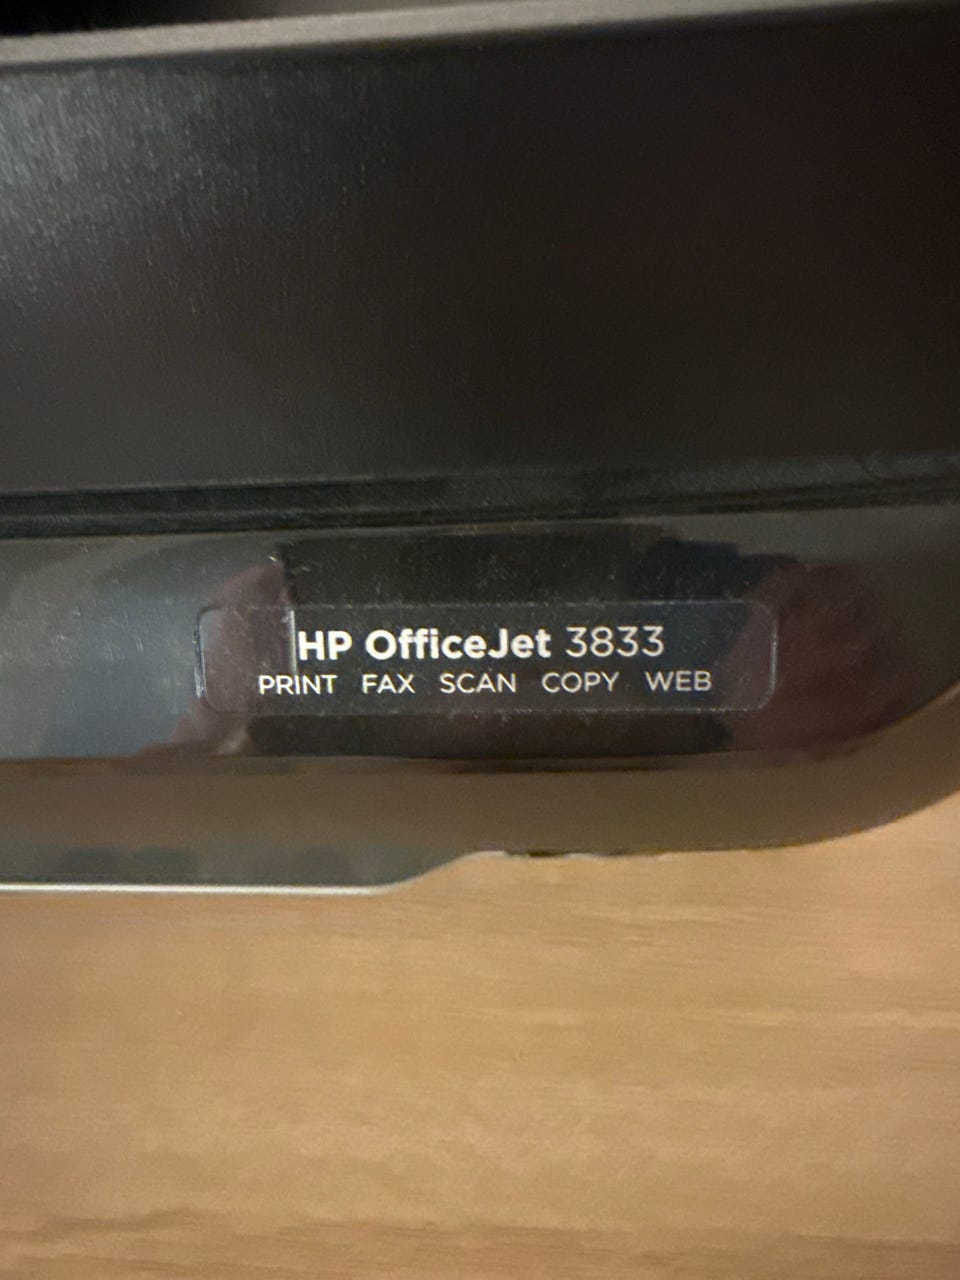 HP OfficeJet 3833
PRINT FAX SCAN COPY WEB